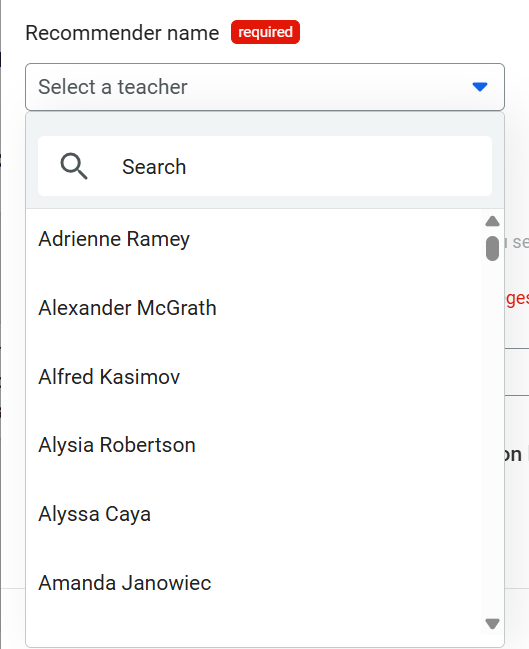 Recommender name required
Select a teacher
Search
Adrienne Ramey
Alexander McGrath
Alfred Kasimov
Alysia Robertson
Alyssa Caya
Amanda Janowiec